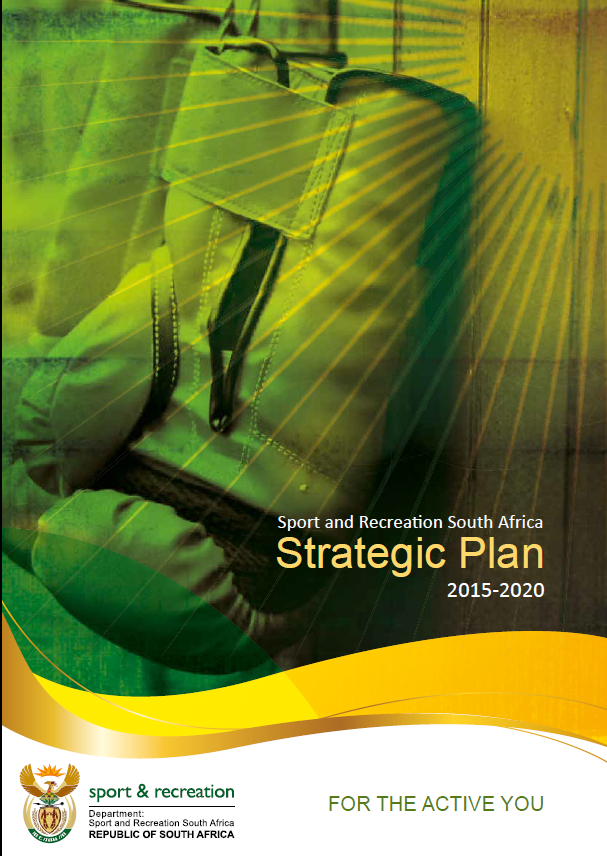 Sport and Recreation South Africa
Strategic Plan
2015-2020
sport & recreation
Department:
Sport and Recreation South Africa
REPUBLIC OF SOUTH AFRICA
FOR THE ACTIVE YOU